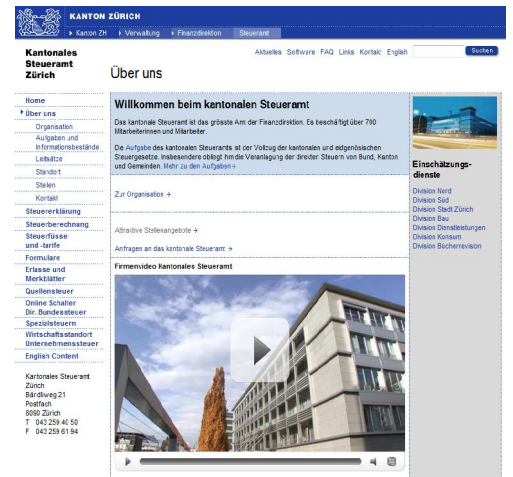 KANTON ZÜRICH
Kanton ZH Verwaltung Finanzdirektion Steueramt
Kantonales
Steueramt
Zürich
Aktuelles Software FAQ Links Kontakt English Suchen
Über uns
Home
Über uns
Organisation
Aufgaben und
Informationsbestände
Leitsätze
Standort
Stellen
Kontakt
Steuererklärung
Steuerberechnung
Steuerfüsse
und -tarife
Formulare
Erlasse und
Merkblätter
Quellensteuer
Online Schalter
Dir. Bundessteuer
Spezialsteuern
Wirtschaftsstandort
Unternehmenssteuer
English Content
Kantonales Steueramt
Zürich
Bändliweg 21
Postfach
8090 Zürich
T 043 259 40 50
F 043 259 61 94
Willkommen beim kantonalen Steueramt
Das kantonale Steueramt ist das grösste Amt der Finanzdirektion. Es beschäftigt über 700
Mitarbeiterinnen und Mitarbeiter.
Die Aufgabe des kantonalen Steueramts ist der Vollzug der kantonalen und eidgenössischen
Steuergesetze. Insbesondere obliegt ihm die Veranlagung der direkten Steuern von Bund, Kanton
und Gemeinden. Mehr zu den Aufgaben →
Zur Organisation →
Attraktive Stellenangebote →
Anfragen an das kantonale Steueramt →
Firmenvideo Kantonales Steueramt
Einschätzungs-
dienste
Division Nord
Division Süd
Division Stadt Zürich
Division Bau
Division Dienstleistungen
Division Konsum
Division Bücherrevision